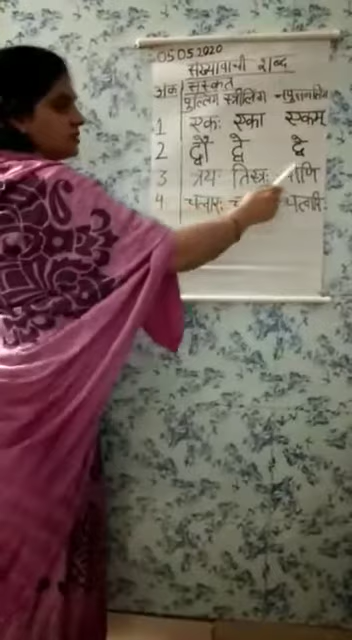 05.05.2020
संख्यावाची शब्द
अंक संस्कृत
पुल्लिंग स्त्रीलिंग नपुंसकलिंग
1 एकः एका एकम्
2 द्वौ द्वे द्वे
3 त्रयः तिस्त्रः
4 चत्वारः